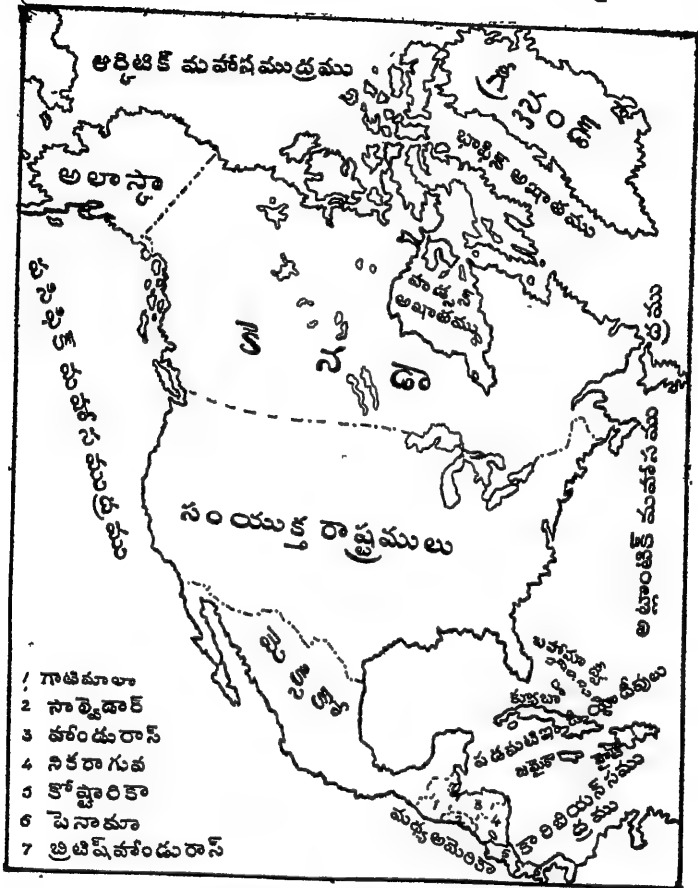 ఆర్కిటిక్ మహాసముద్రము
గ్రీన్లండ్
బాఫిన్ అఖాతము
అలాస్కా
హడ్సన్
అఖాతము
పసిఫిక్ మహాసముద్రము
కెనడా
అట్లాంటిక్ మహాసముద్రము
సంయుక్త రాష్ట్రములు
మెక్సికో
బహామా
దీవులు
క్యుబా
పడమటి
జమైకా
హైటి
కారిబియన్ సముద్రము
మధ్య అమెరికా
1 గాటిమాలా
2 సాల్వెడార్
3 హాండురాస్
4 నికరాగువ
5 కోష్టారికా
6 పెనామా
7 బ్రిటిష్ హాండురాస్